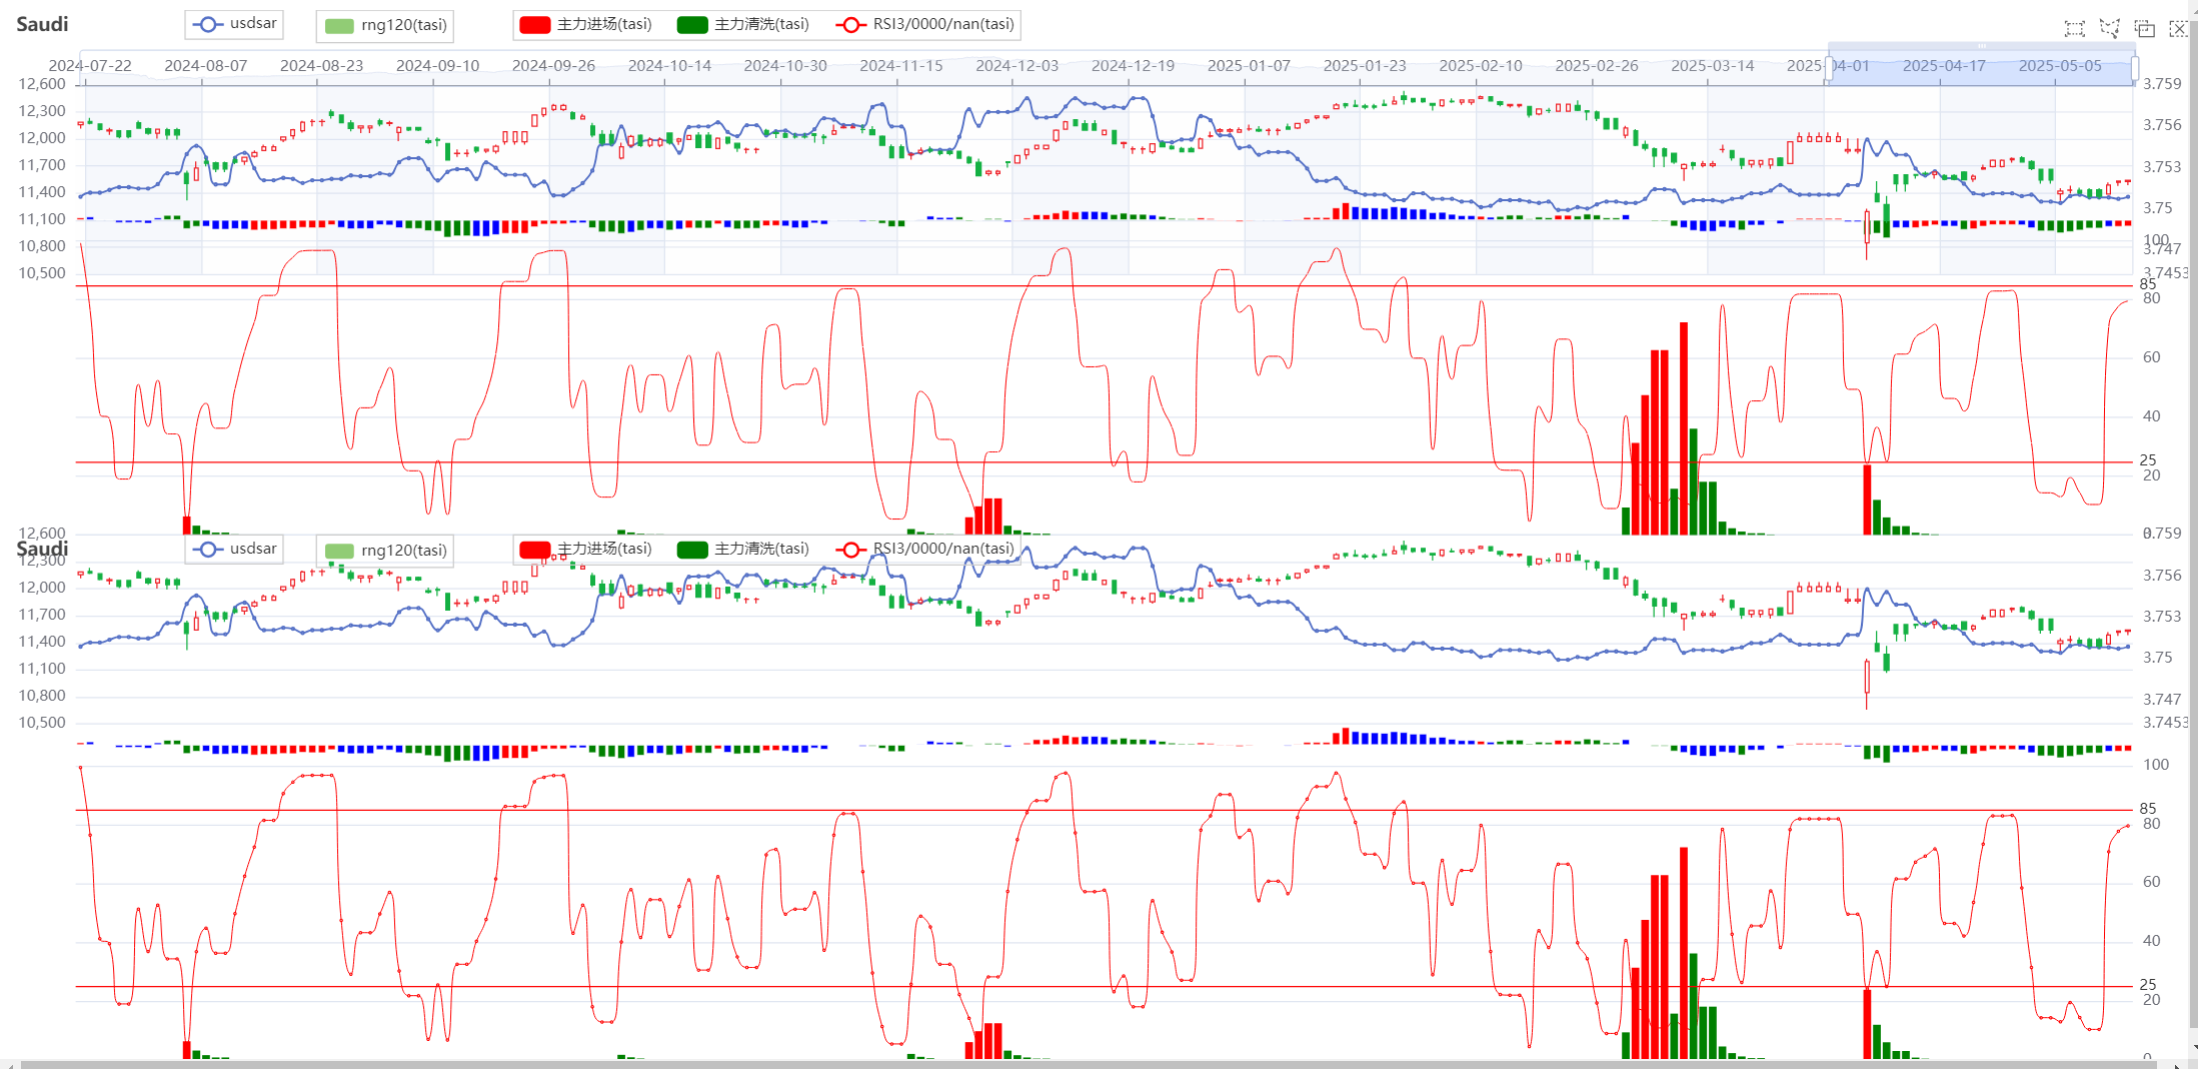 Saudi
usdsar
rng120(tasi)
主力进场(tasi)
主力清洗(tasi)
RSI3/0000/nan(tasi)
2024-07-22 2024-08-07 2024-08-23 2024-09-10 2024-09-26 2024-10-14 2024-10-30 2024-11-15 2024-12-03 2024-12-19 2025-01-07 2025-01-23 2025-02-10 2025-02-26 2025-03-14 2025-04-01 2025-04-17 2025-05-05
12,600 3.759
12,300 3.756
12,000
11,700 3.753
11,400 3.75
11,100 100
10,800 3.747
10,500 3.7453
85
80
60
40
25
20
12,600 3.759
Saudi
usdsar
rng120(tasi)
主力进场(tasi)
主力清洗(tasi)
RSI3/0000/nan(tasi)
12,300 3.756
12,000
11,700 3.753
11,400 3.75
11,100
10,800 3.747
10,500 3.7453
100
85
80
60
40
25
20
0